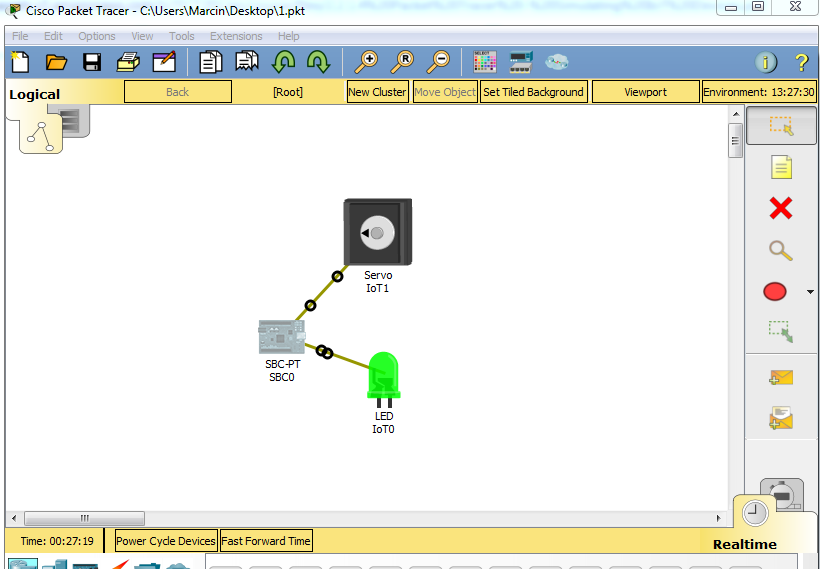 Cisco Packet Tracer - C:\Users\Marcin\Desktop\1.pkt
File Edit Options View Tools Extensions Help
R SELECT i ?
Logical Back [Root] New Cluster Move Object Set Tiled Background Viewport Environment: 13:27:30
Servo
IoT1
SBC-PT
SBC0
LED
IoT0
Time: 00:27:19 Power Cycle Devices Fast Forward Time Realtime